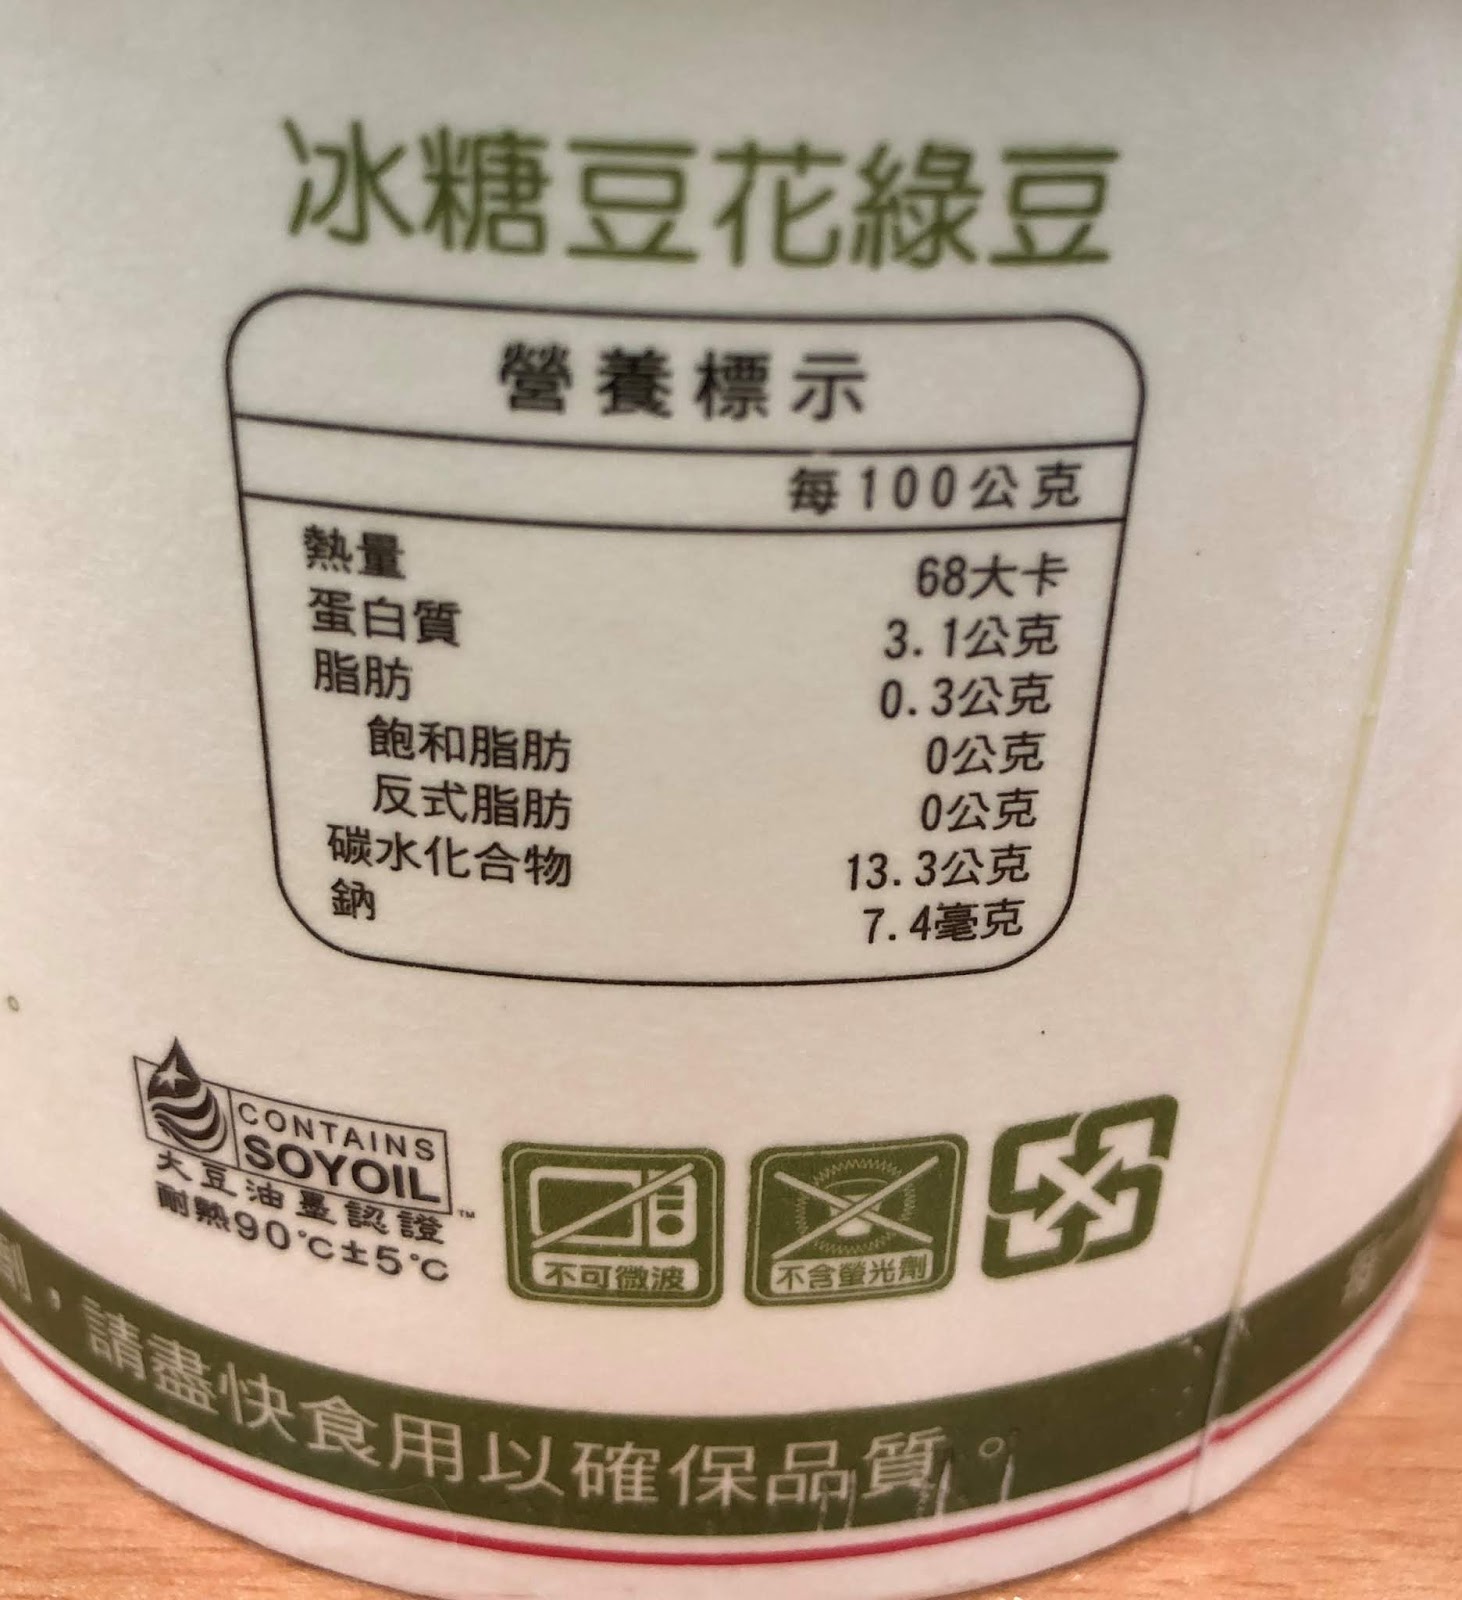 冰糖豆花綠豆
營養標示
每100公克
熱量 68大卡
蛋白質 3.1公克
脂肪 0.3公克
飽和脂肪 0公克
反式脂肪 0公克
碳水化合物 13.3公克
鈉 7.4毫克
CONTAINS
SOYOIL™
大豆油墨認證
耐熱90℃±5℃
不可微波
不含螢光劑
劑，請盡快食用以確保品質。